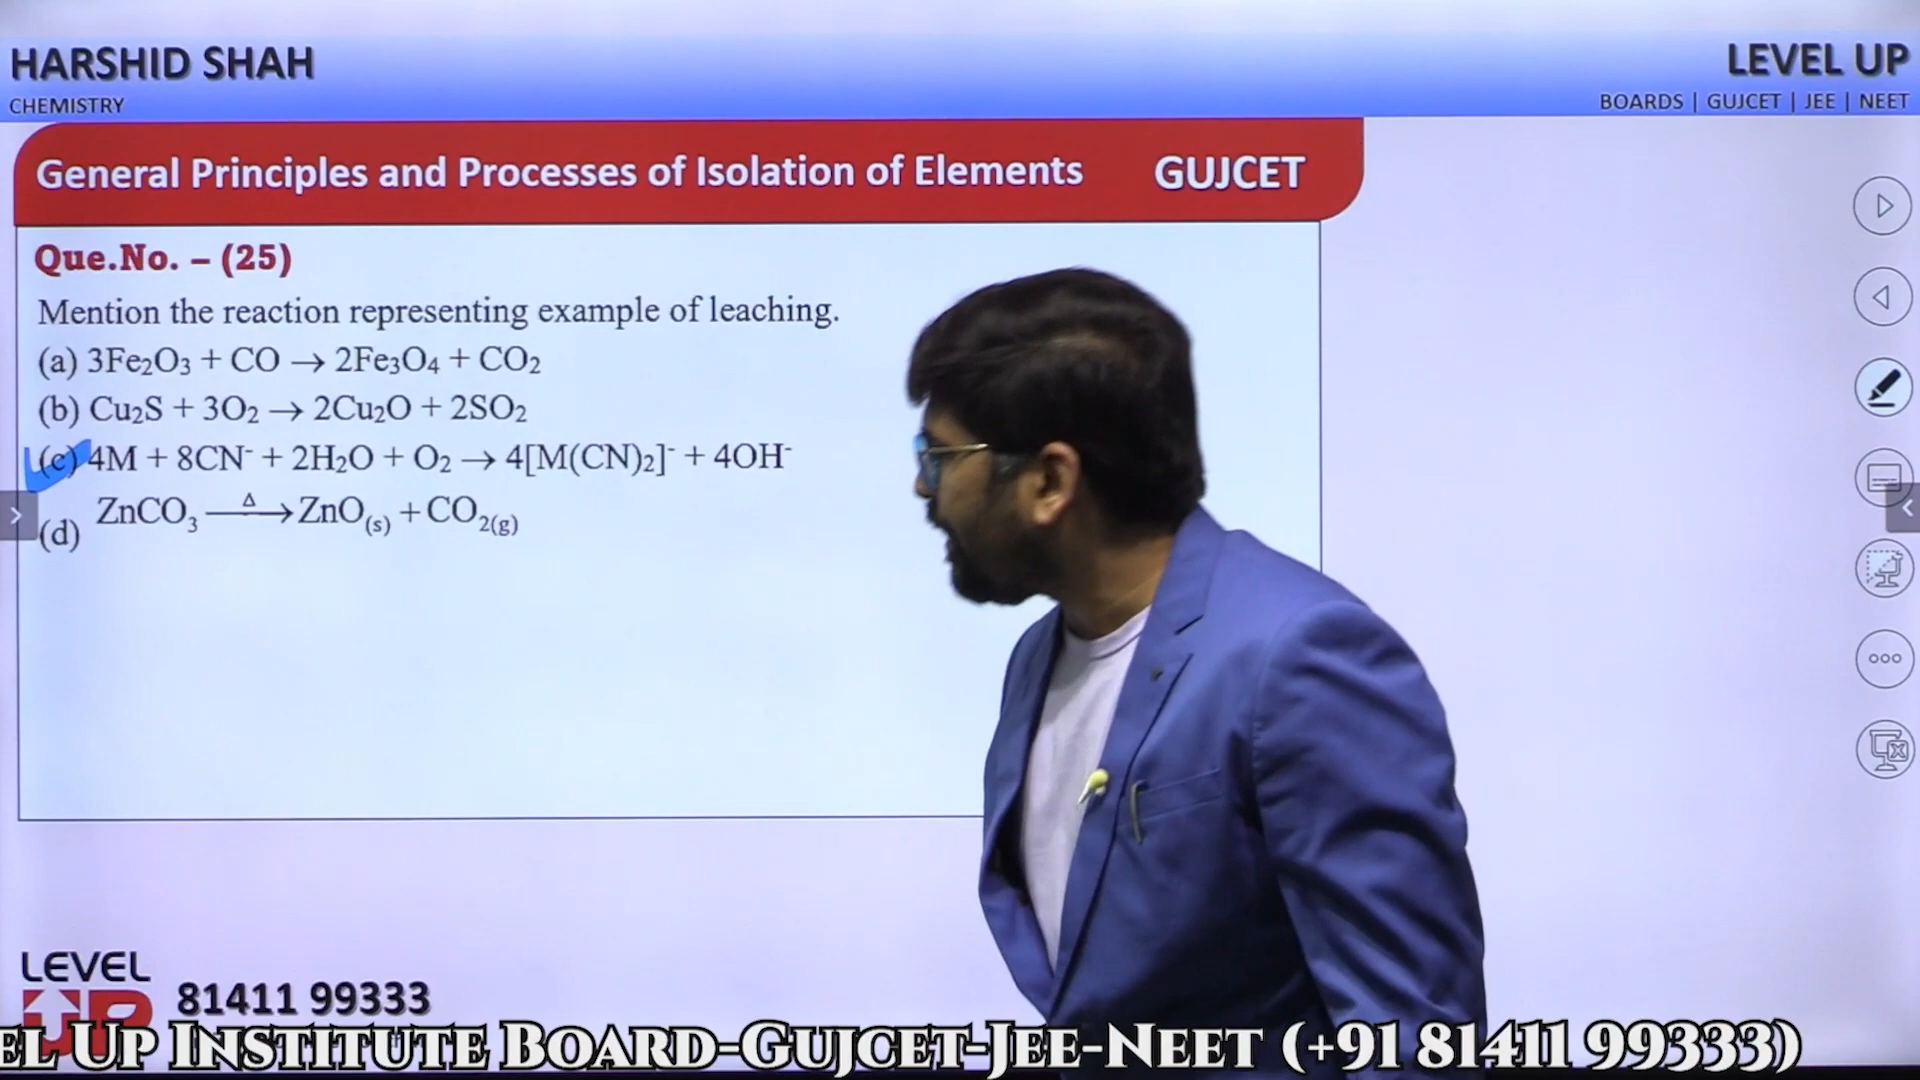 HARSHID SHAH
CHEMISTRY
LEVEL UP
BOARDS | GUJCET | JEE | NEET
General Principles and Processes of Isolation of Elements GUJCET
Que.No. – (25)
Mention the reaction representing example of leaching.
(a) 3Fe₂O₃ + CO → 2Fe₃O₄ + CO₂
(b) Cu₂S + 3O₂ → 2Cu₂O + 2SO₂
(c) 4M + 8CN⁻ + 2H₂O + O₂ → 4[M(CN)₂]⁻ + 4OH⁻
(d) ZnCO₃ —Δ→ ZnO(s) + CO₂(g)
LEVEL
UP
81411 99333
EL UP INSTITUTE BOARD-GUJCET-JEE-NEET (+91 81411 99333)